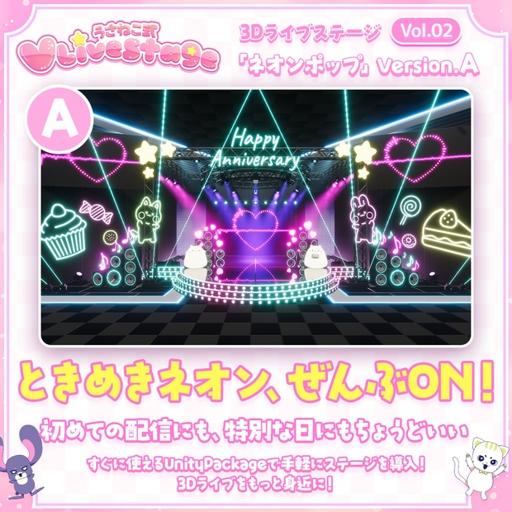 うさねこ式
VLiveStage
3Dライブステージ Vol.02
『ネオンポップ』Version.A
A
Happy
Anniversary
ときめきネオン、ぜんぶON!
初めての配信にも、特別な日にもちょうどいい
すぐに使えるUnityPackageで手軽にステージを導入!
3Dライブをもっと身近に!